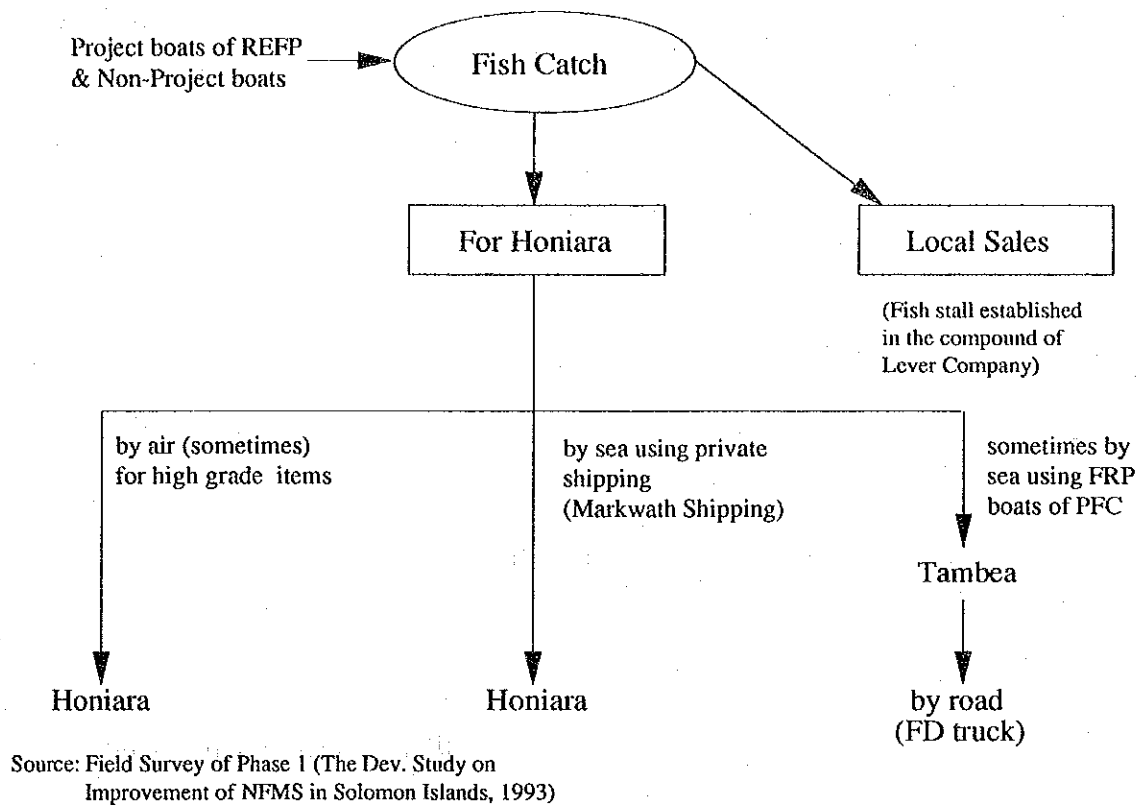 Project boats of REFP
& Non-Project boats
Fish Catch
For Honiara
Local Sales
(Fish stall established
in the compound of
Lever Company)
by air (sometimes)
for high grade items
by sea using private
shipping
(Markwath Shipping)
sometimes by
sea using FRP
boats of PFC
Tambea
Honiara
Honiara
by road
(FD truck)
Source: Field Survey of Phase 1 (The Dev. Study on
Improvement of NFMS in Solomon Islands, 1993)